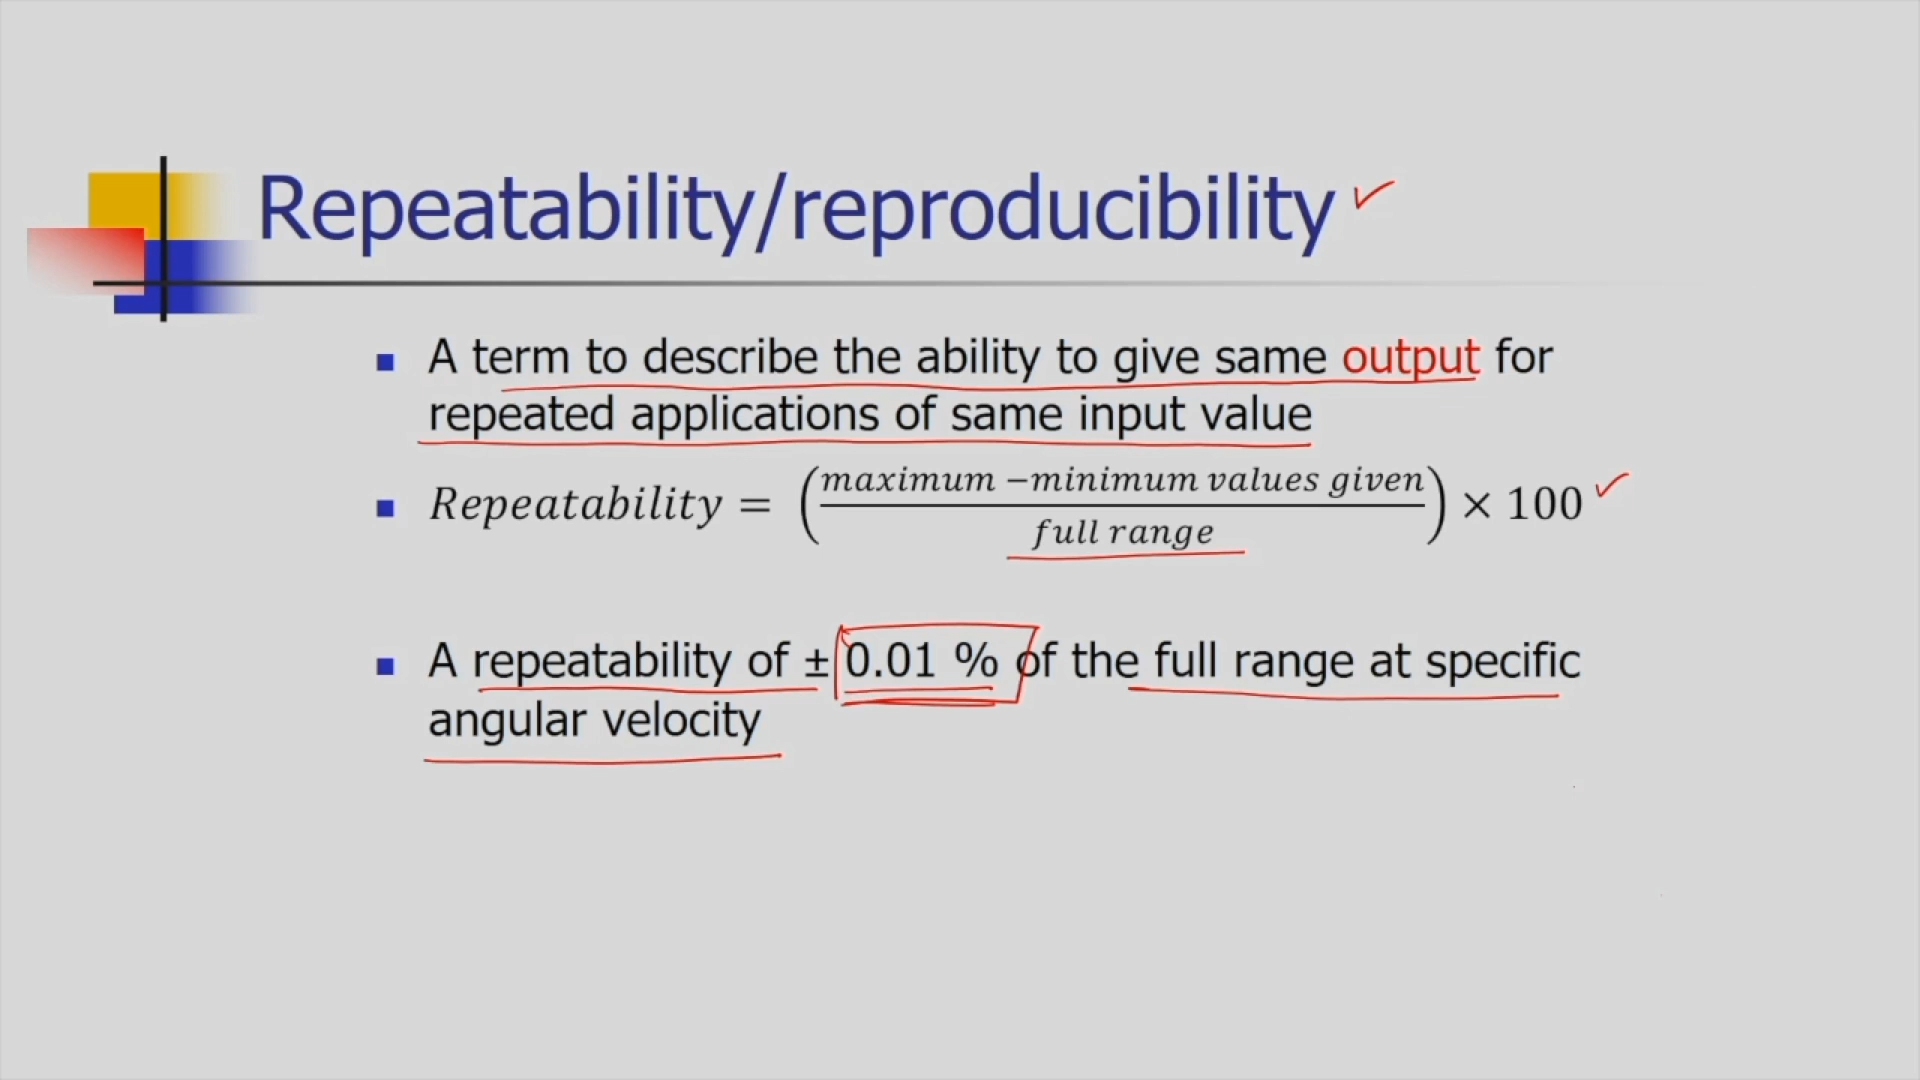 Repeatability/reproducibility
A term to describe the ability to give same output for
repeated applications of same input value
Repeatability = (maximum −minimum values given / full range) × 100
A repeatability of ± 0.01 % of the full range at specific
angular velocity